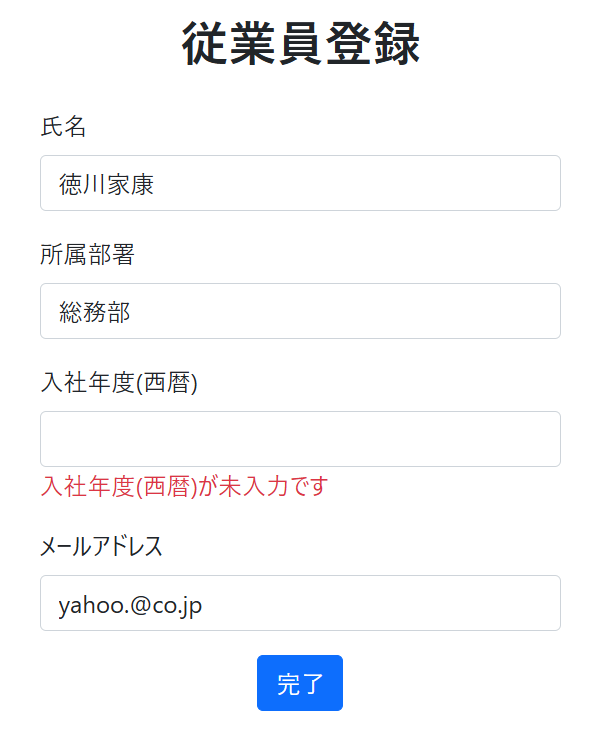 従業員登録
氏名
徳川家康
所属部署
総務部
入社年度(西暦)
入社年度(西暦)が未入力です
メールアドレス
yahoo.@co.jp
完了